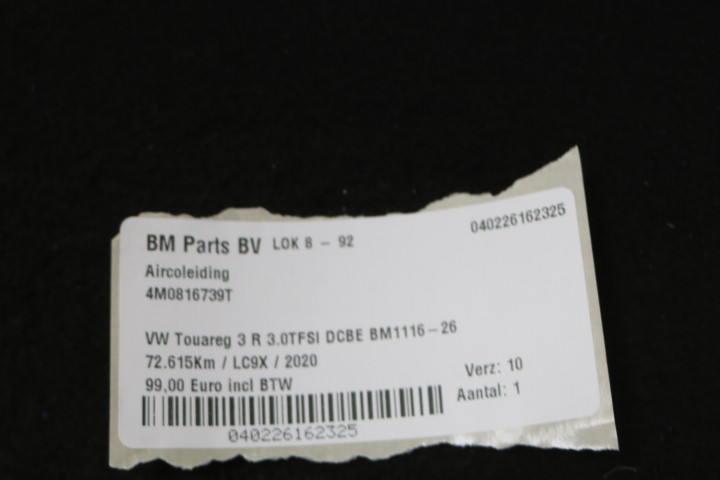 BM Parts BV LOK 8 - 92 040226162325
Aircoleiding
4M0816739T
VW Touareg 3 R 3.0TFSI DCBE BM1116-26
72.615Km / LC9X / 2020 Verz: 10
99,00 Euro incl BTW Aantal: 1
040226162325